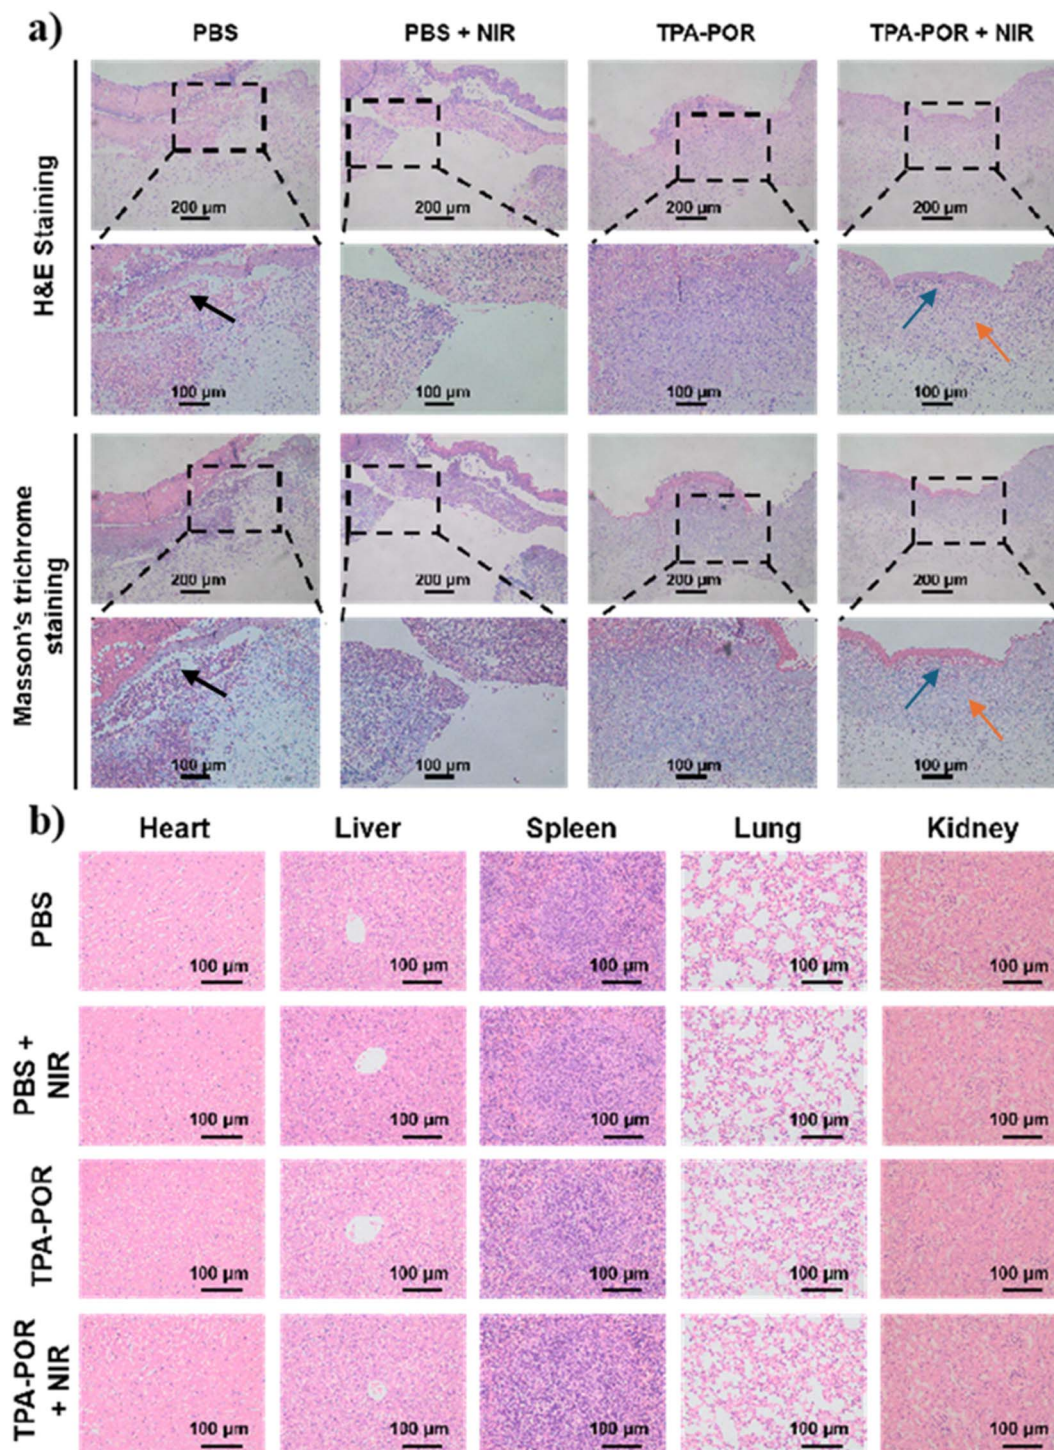 a)
PBS
PBS + NIR
TPA-POR
TPA-POR + NIR
H&E Staining
200 µm
200 µm
200 µm
200 µm
100 µm
100 µm
100 µm
100 µm
Masson's trichrome
staining
200 µm
200 µm
200 µm
200 µm
100 µm
100 µm
100 µm
100 µm
b)
Heart
Liver
Spleen
Lung
Kidney
PBS
100 µm
100 µm
100 µm
100 µm
100 µm
PBS +
NIR
100 µm
100 µm
100 µm
100 µm
100 µm
TPA-POR
100 µm
100 µm
100 µm
100 µm
100 µm
TPA-POR
+ NIR
100 µm
100 µm
100 µm
100 µm
100 µm